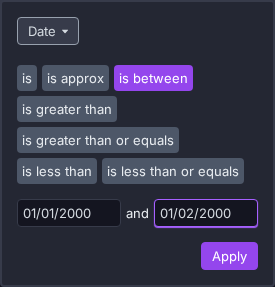 Date
is is approx is between
is greater than
is greater than or equals
is less than is less than or equals
01/01/2000 and 01/02/2000
Apply